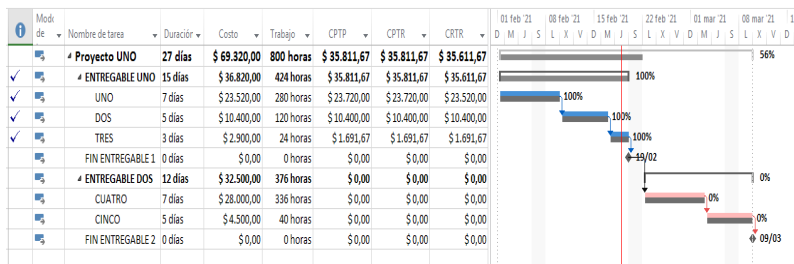 Modo de
Nombre de tarea Duración Costo Trabajo CPTP CPTR CRTR
01 feb '21 08 feb '21 15 feb '21 22 feb '21 01 mar '21 08 mar '21 1
D M J S L X V D M J S L X V D M J S L X V D M J S
Proyecto UNO 27 días $ 69.320,00 800 horas $ 35.811,67 $ 35.811,67 $ 35.611,67 56%
ENTREGABLE UNO 15 días $ 36.820,00 424 horas $ 35.811,67 $ 35.811,67 $ 35.611,67 100%
UNO 7 días $ 23.520,00 280 horas $ 23.720,00 $ 23.720,00 $ 23.520,00 100%
DOS 5 días $ 10.400,00 120 horas $ 10.400,00 $ 10.400,00 $ 10.400,00 100%
TRES 3 días $ 2.900,00 24 horas $ 1.691,67 $ 1.691,67 $ 1.691,67 100%
FIN ENTREGABLE 1 0 días $ 0,00 0 horas $ 0,00 $ 0,00 $ 0,00 19/02
ENTREGABLE DOS 12 días $ 32.500,00 376 horas $ 0,00 $ 0,00 $ 0,00 0%
CUATRO 7 días $ 28.000,00 336 horas $ 0,00 $ 0,00 $ 0,00 0%
CINCO 5 días $ 4.500,00 40 horas $ 0,00 $ 0,00 $ 0,00 0%
FIN ENTREGABLE 2 0 días $ 0,00 0 horas $ 0,00 $ 0,00 $ 0,00 09/03